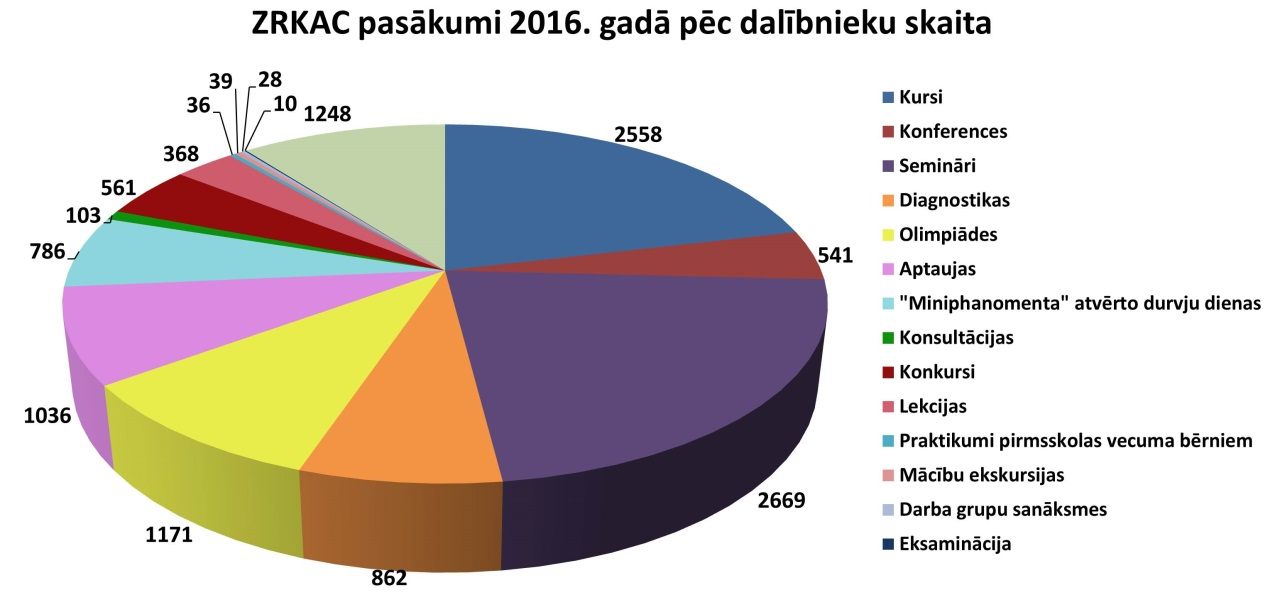 ZRKAC pasākumi 2016. gadā pēc dalībnieku skaita
39
28
36
10
1248
2558
368
561
103
786
541
1036
1171
862
2669
Kursi
Konferences
Semināri
Diagnostikas
Olimpiādes
Aptaujas
"Miniphanomenta" atvērto durvju dienas
Konsultācijas
Konkursi
Lekcijas
Praktikumi pirmsskolas vecuma bērniem
Mācību ekskursijas
Darba grupu sanāksmes
Eksaminācija